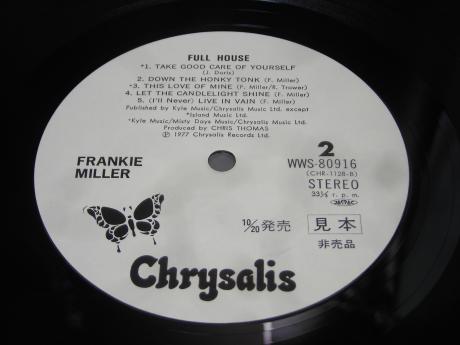 FULL HOUSE
*1. TAKE GOOD CARE OF YOURSELF
(J. Doris)
2. DOWN THE HONKY TONK (F. Miller)
*3. THIS LOVE OF MINE (F. Miller/R. Trower)
4. LET THE CANDLELIGHT SHINE (F. Miller)
5. (I'll Never) LIVE IN VAIN (F. Miller)
Published by Kyle Music/Chrysalis Music Ltd. except
*Island Music Ltd.
*Kyle Music/Misty Days Music/Chrysalis Music Ltd.
Produced by CHRIS THOMAS
Ⓟ 1977 Chrysalis Records Ltd.
FRANKIE
MILLER
2
WWS-80916
(CHR-1128-B)
STEREO
33⅓ r.p.m.
JASRAC
10/20 発売
見本
非売品
Chrysalis